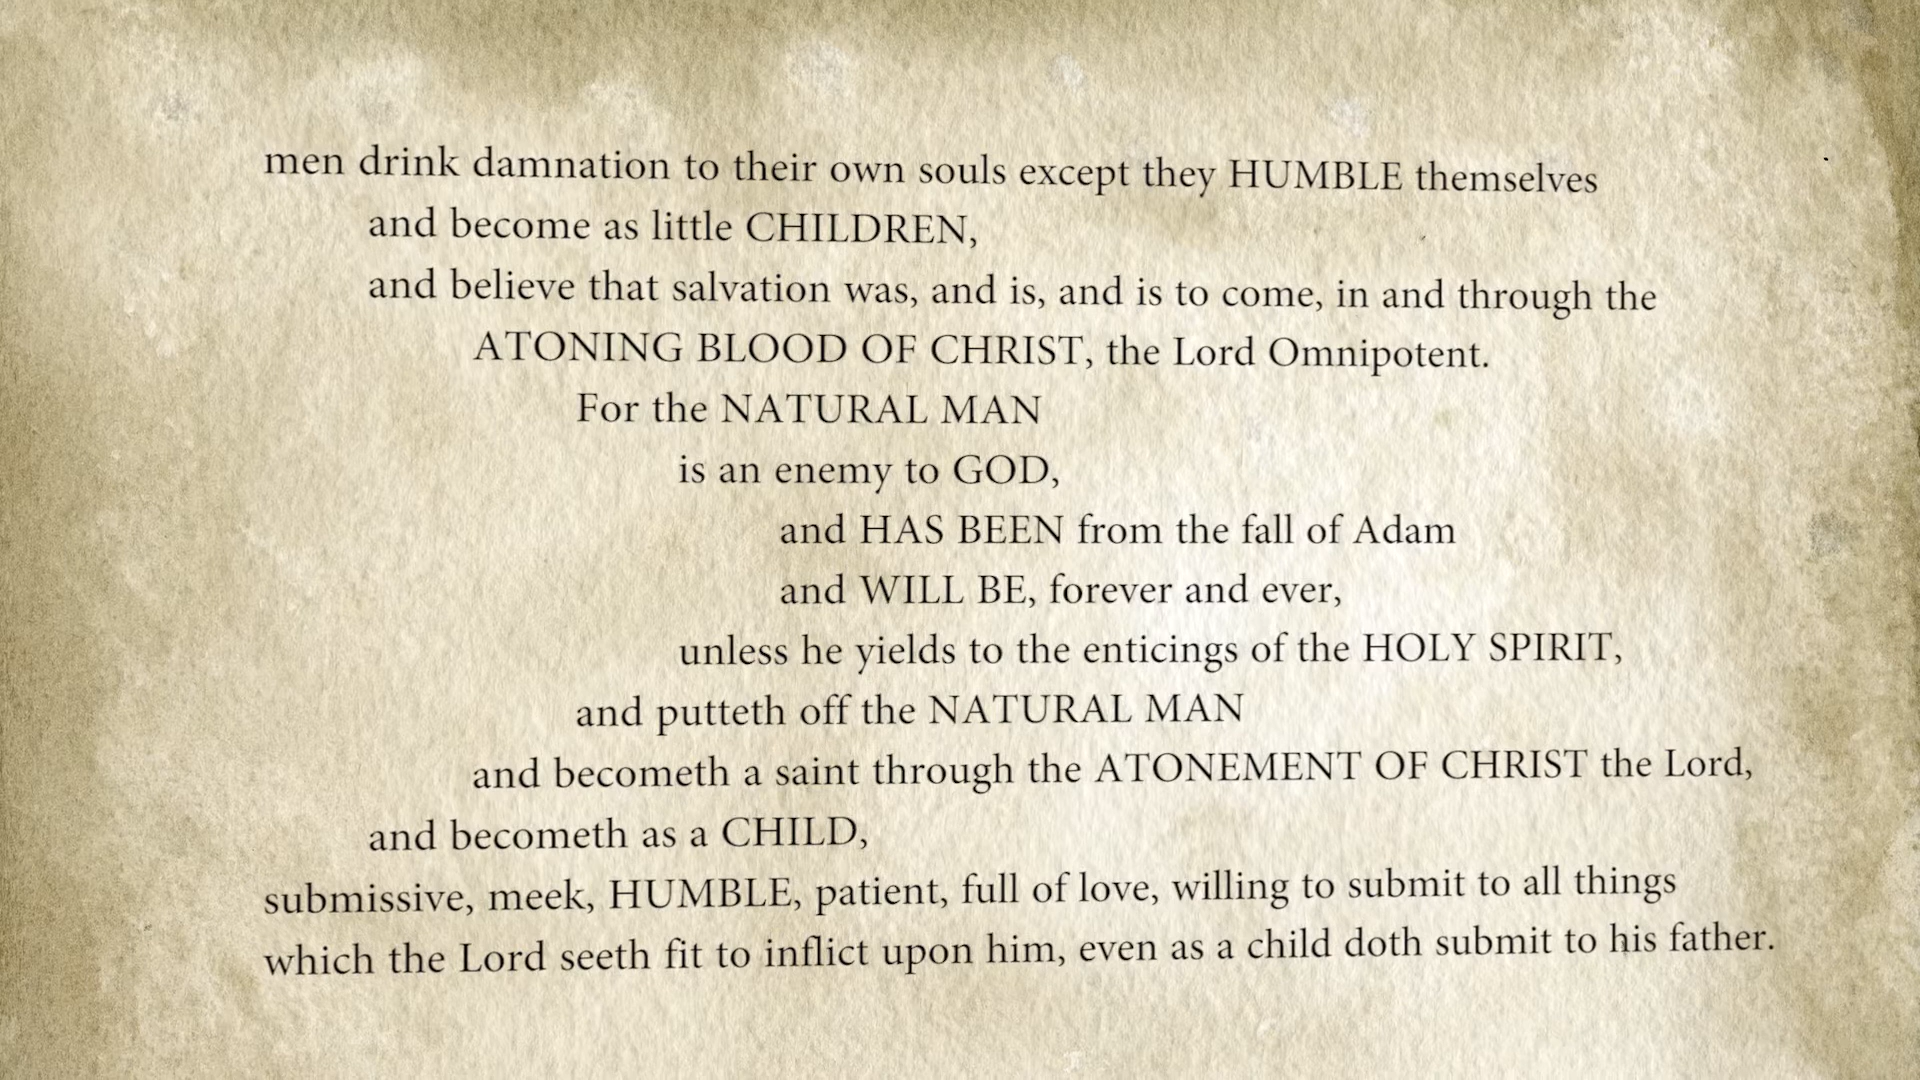 men drink damnation to their own souls except they HUMBLE themselves
and become as little CHILDREN,
and believe that salvation was, and is, and is to come, in and through the
ATONING BLOOD OF CHRIST, the Lord Omnipotent.
For the NATURAL MAN
is an enemy to GOD,
and HAS BEEN from the fall of Adam
and WILL BE, forever and ever,
unless he yields to the enticings of the HOLY SPIRIT,
and putteth off the NATURAL MAN
and becometh a saint through the ATONEMENT OF CHRIST the Lord,
and becometh as a CHILD,
submissive, meek, HUMBLE, patient, full of love, willing to submit to all things
which the Lord seeth fit to inflict upon him, even as a child doth submit to his father.